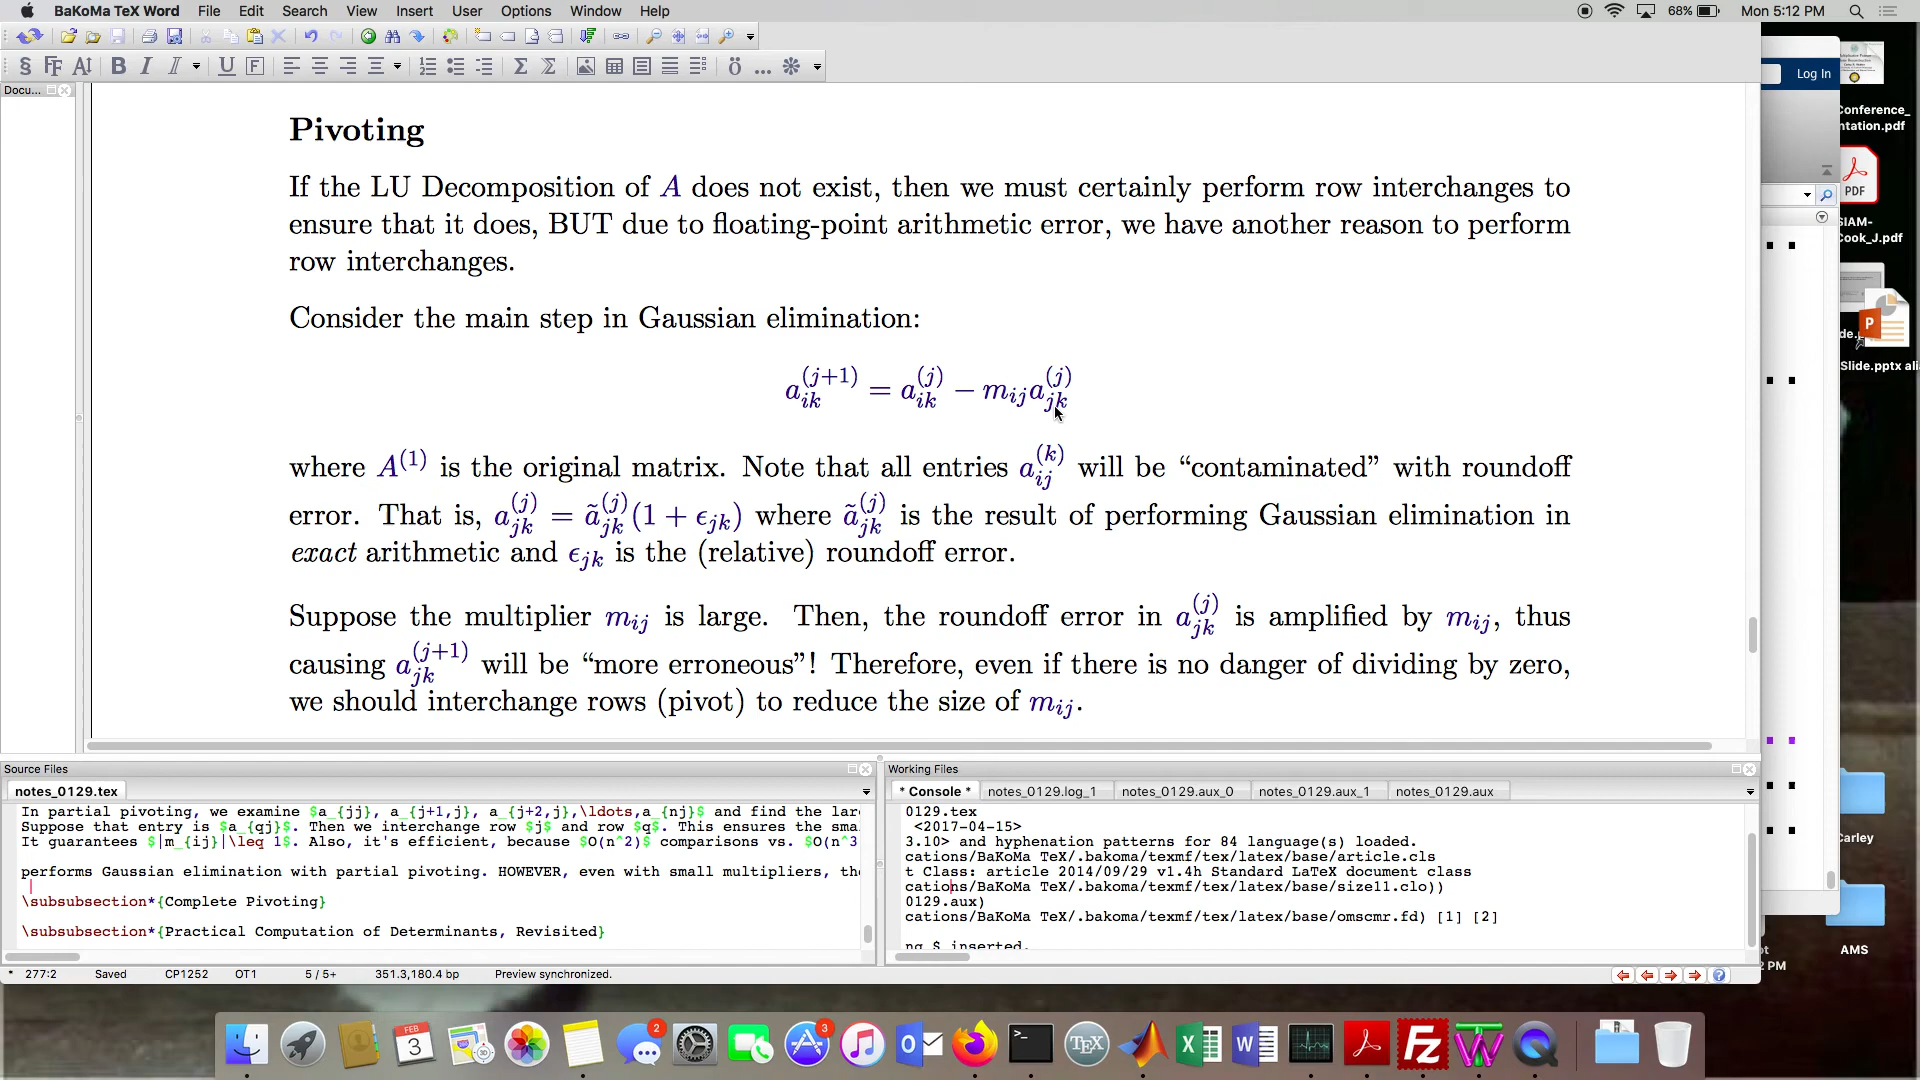 BaKoMa TeX Word File Edit Search View Insert User Options Window Help 68% Mon 5:12 PM
Docu...
Log In
Conference_
ntation.pdf
PDF
SIAM-
Cook_J.pdf
Slide.pptx ali
Carley
AMS
2 PM
Pivoting
If the LU Decomposition of A does not exist, then we must certainly perform row interchanges to
ensure that it does, BUT due to floating-point arithmetic error, we have another reason to perform
row interchanges.
Consider the main step in Gaussian elimination:
a_{ik}^{(j+1)} = a_{ik}^{(j)} − m_{ij}a_{jk}^{(j)}
where A^{(1)} is the original matrix. Note that all entries a_{ij}^{(k)} will be “contaminated” with roundoff
error. That is, a_{jk}^{(j)} = ã_{jk}^{(j)}(1 + ϵ_{jk}) where ã_{jk}^{(j)} is the result of performing Gaussian elimination in
exact arithmetic and ϵ_{jk} is the (relative) roundoff error.
Suppose the multiplier m_{ij} is large. Then, the roundoff error in a_{jk}^{(j)} is amplified by m_{ij}, thus
causing a_{jk}^{(j+1)} will be “more erroneous”! Therefore, even if there is no danger of dividing by zero,
we should interchange rows (pivot) to reduce the size of m_{ij}.
Source Files
notes_0129.tex
In partial pivoting, we examine $a_{jj}, a_{j+1,j}, a_{j+2,j},\ldots,a_{nj}$ and find the lar
Suppose that entry is $a_{qj}$. Then we interchange row $j$ and row $q$. This ensures the sma
It guarantees $|m_{ij}|\leq 1$. Also, it's efficient, because $O(n^2)$ comparisons vs. $O(n^3
performs Gaussian elimination with partial pivoting. HOWEVER, even with small multipliers, the
\subsubsection*{Complete Pivoting}
\subsubsection*{Practical Computation of Determinants, Revisited}
Working Files
* Console * notes_0129.log_1 notes_0129.aux_0 notes_0129.aux_1 notes_0129.aux
0129.tex
<2017-04-15>
3.10> and hyphenation patterns for 84 language(s) loaded.
cations/BaKoMa TeX/.bakoma/texmf/tex/latex/base/article.cls
t Class: article 2014/09/29 v1.4h Standard LaTeX document class
cations/BaKoMa TeX/.bakoma/texmf/tex/latex/base/size11.clo))
0129.aux)
cations/BaKoMa TeX/.bakoma/texmf/tex/latex/base/omscmr.fd) [1] [2]
ng $ inserted.
* 277:2 Saved CP1252 OT1 5 / 5+ 351.3,180.4 bp Preview synchronized.
FEB
3
2
3
TEX